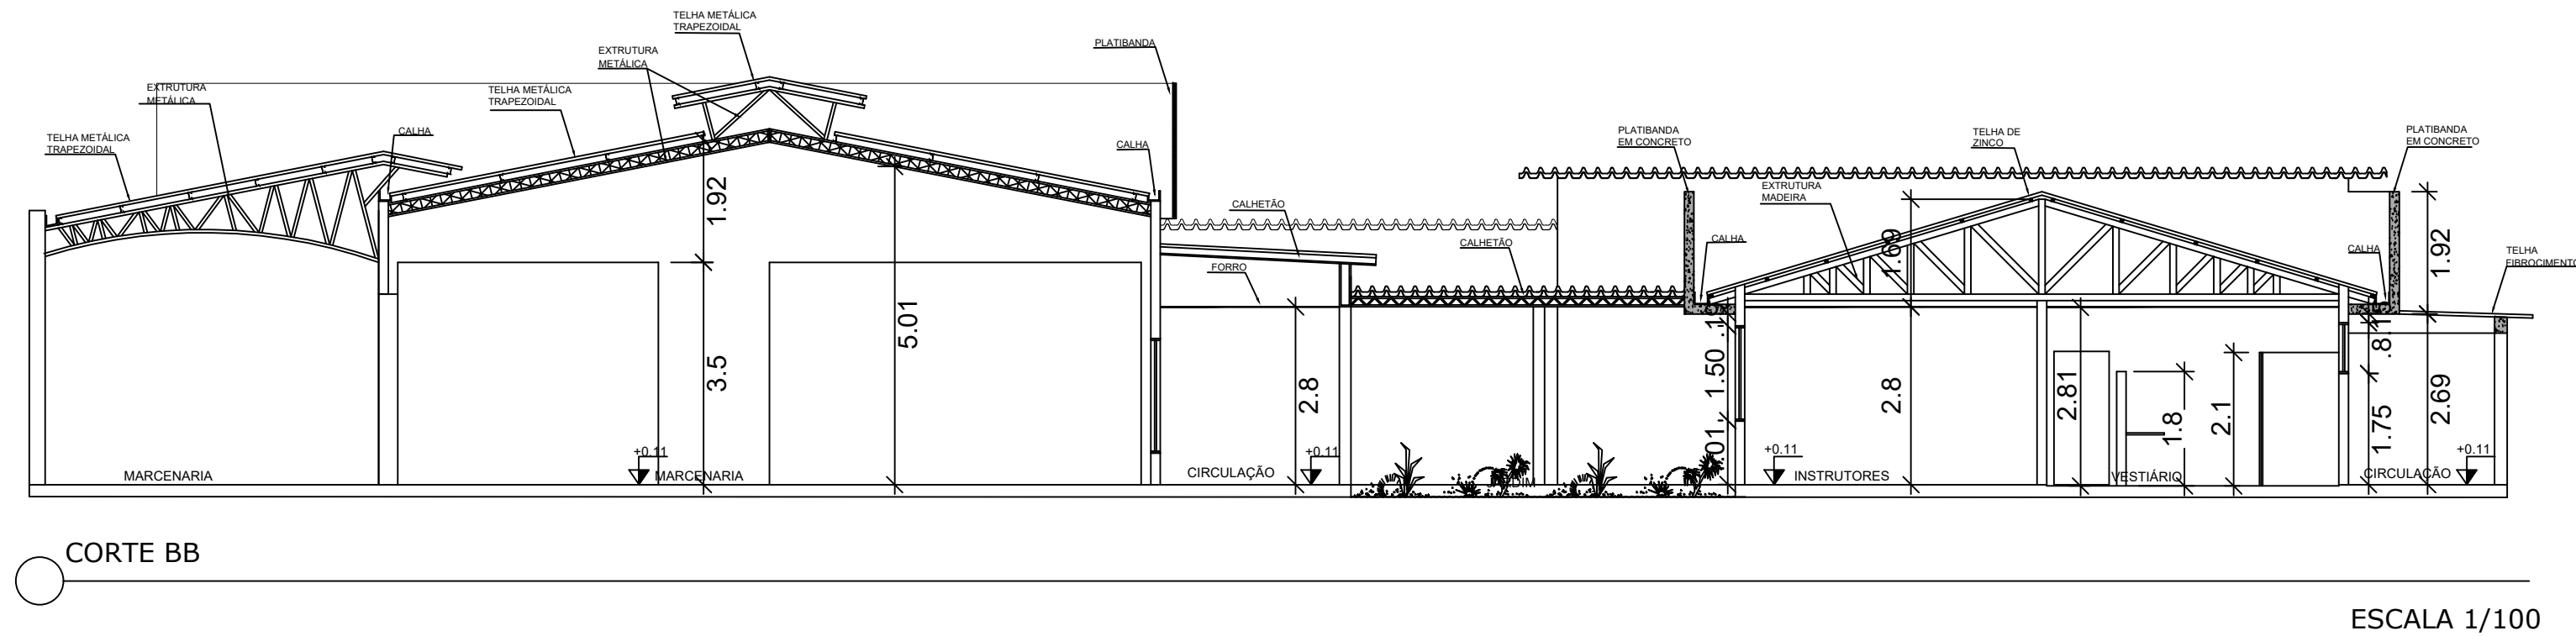 TELHA METÁLICA
TRAPEZOIDAL
EXTRUTURA
METÁLICA
PLATIBANDA
EXTRUTURA
METÁLICA
TELHA METÁLICA
TRAPEZOIDAL
TELHA METÁLICA
TRAPEZOIDAL
CALHA
CALHA
PLATIBANDA
EM CONCRETO
TELHA DE
ZINCO
PLATIBANDA
EM CONCRETO
EXTRUTURA
MADEIRA
CALHETÃO
CALHETÃO
CALHA
CALHA
TELHA
FIBROCIMENTO
FORRO
1.92
3.5
5.01
2.8
1.50
1.69
2.8
2.81
1.8
2.1
1.75
1.92
2.69
+0.11
+0.11
+0.11
+0.11
MARCENARIA
MARCENARIA
CIRCULAÇÃO
JARDIM
INSTRUTORES
VESTIÁRIO
CIRCULAÇÃO
CORTE BB
ESCALA 1/100